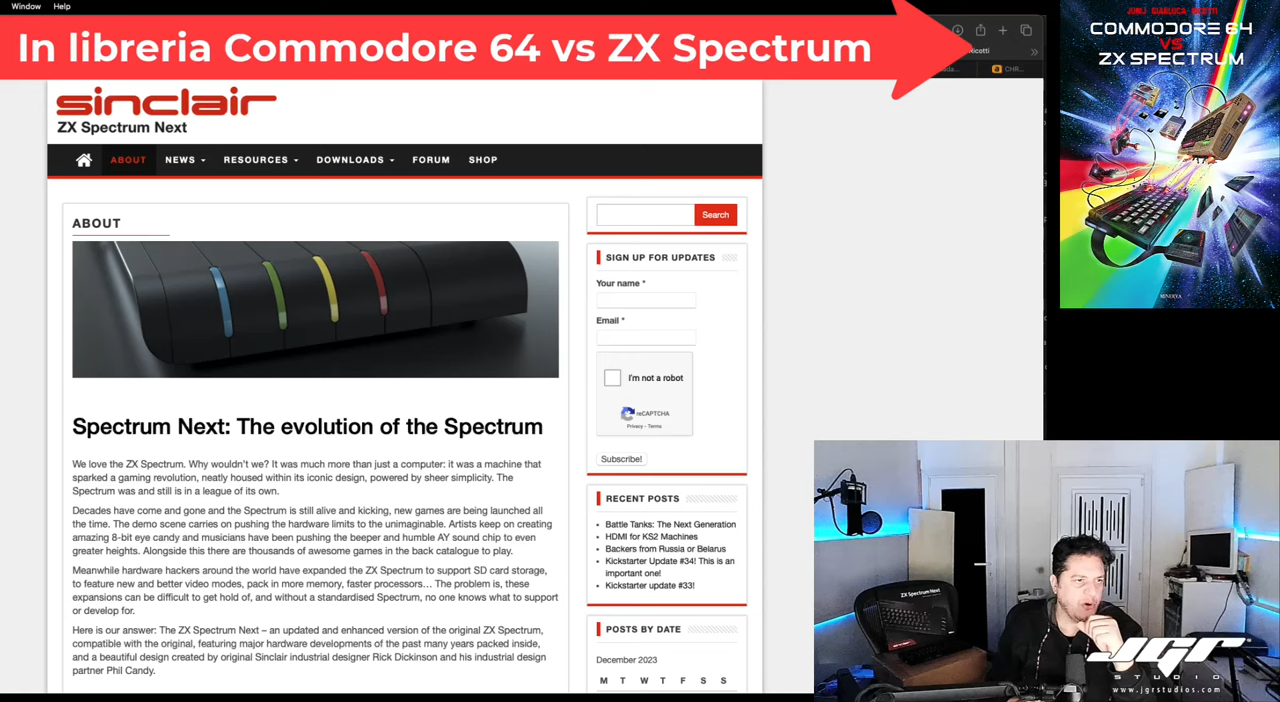 Window Help
In libreria Commodore 64 vs ZX Spectrum
COMMODORE 64
VS
ZX SPECTRUM
MINERVA
sinclair
ZX Spectrum Next
ABOUT NEWS RESOURCES DOWNLOADS FORUM SHOP
ABOUT
Spectrum Next: The evolution of the Spectrum
We love the ZX Spectrum. Why wouldn't we? It was much more than just a computer: it was a machine that
sparked a gaming revolution, neatly housed within its iconic design, powered by sheer simplicity. The
Spectrum was and still is in a league of its own.
Decades have come and gone and the Spectrum is still alive and kicking, new games are being launched all
the time. The demo scene carries on pushing the hardware limits to the unimaginable. Artists keep on creating
amazing 8-bit eye candy and musicians have been pushing the beeper and humble AY sound chip to even
greater heights. Alongside this there are thousands of awesome games in the back catalogue to play.
Meanwhile hardware hackers around the world have expanded the ZX Spectrum to support SD card storage,
to feature new and better video modes, pack in more memory, faster processors… The problem is, these
expansions can be difficult to get hold of, and without a standardised Spectrum, no one knows what to support
or develop for.
Here is our answer: The ZX Spectrum Next – an updated and enhanced version of the original ZX Spectrum,
compatible with the original, featuring major hardware developments of the past many years packed inside,
and a beautiful design created by original Sinclair industrial designer Rick Dickinson and his industrial design
partner Phil Candy.
Search
SIGN UP FOR UPDATES
Your name *
Email *
I'm not a robot
reCAPTCHA
Privacy - Terms
Subscribe!
RECENT POSTS
Battle Tanks: The Next Generation
HDMI for KS2 Machines
Backers from Russia or Belarus
Kickstarter Update #34! This is an
important one!
Kickstarter update #33!
POSTS BY DATE
December 2023
M T W T F S S
CHR...
ZX Spectrum Next
JGR
STUDIO
www.jgrstudios.com